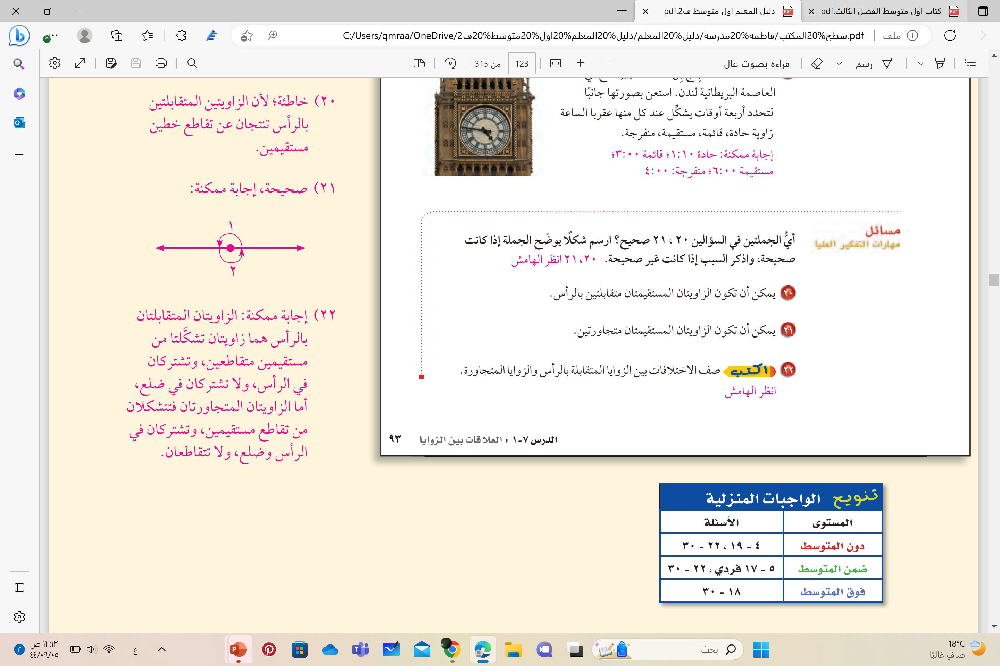 كتاب اول متوسط الفصل الثالث.pdf
دليل المعلم اول متوسط ف2.pdf
ملف
C:/Users/qmraa/OneDrive/سطح%20المكتب/فاطمه%20مدرسة/دليل%20المعلم/دليل%20المعلم%20اول%20متوسط%20ف2.pdf
رسم
قراءة بصوت عالٍ
123
من 315
العاصمة البريطانية لندن. استعن بصورتها جانبًا
لتحدد أربعة أوقات يشكِّل عند كل منها عقربا الساعة
زاوية حادة، قائمة، مستقيمة، منفرجة.
إجابة ممكنة: حادة ١:١٠؛ قائمة ٣:٠٠؛
مستقيمة ٦:٠٠؛ منفرجة: ٤:٠٠
مسائل
مهارات التفكير العليا
أيُّ الجملتين في السؤالين ٢٠ ، ٢١ صحيح؟ ارسم شكلًا يوضّح الجملة إذا كانت
صحيحة، واذكر السبب إذا كانت غير صحيحة. ٢٠، ٢١ انظر الهامش
٢٠ يمكن أن تكون الزاويتان المستقيمتان متقابلتين بالرأس.
٢١ يمكن أن تكون الزاويتان المستقيمتان متجاورتين.
٢٢ اكتب صف الاختلافات بين الزوايا المتقابلة بالرأس والزوايا المتجاورة.
انظر الهامش
الدرس ٧-١ : العلاقات بين الزوايا ٩٣
٢٠) خاطئة؛ لأن الزاويتين المتقابلتين
بالرأس تنتجان عن تقاطع خطين
مستقيمين.
٢١) صحيحة، إجابة ممكنة:
١
٢
٢٢) إجابة ممكنة: الزاويتان المتقابلتان
بالرأس هما زاويتان تشكَّلتا من
مستقيمين متقاطعين، وتشتركان
في الرأس، ولا تشتركان في ضلع،
أما الزاويتان المتجاورتان فتتشكلان
من تقاطع مستقيمين، وتشتركان في
الرأس وضلع، ولا تتقاطعان.
تنويع الواجبات المنزلية
المستوى الأسئلة
دون المتوسط ٤ - ١٩ ، ٢٢ - ٣٠
ضمن المتوسط ٥ - ١٧ فردي ، ٢٢ - ٣٠
فوق المتوسط ١٨ - ٣٠
18°C
صافٍ غالبًا
بحث
ع
١٢:١٣ ص
٤٤/٠٩/٠٥
٣